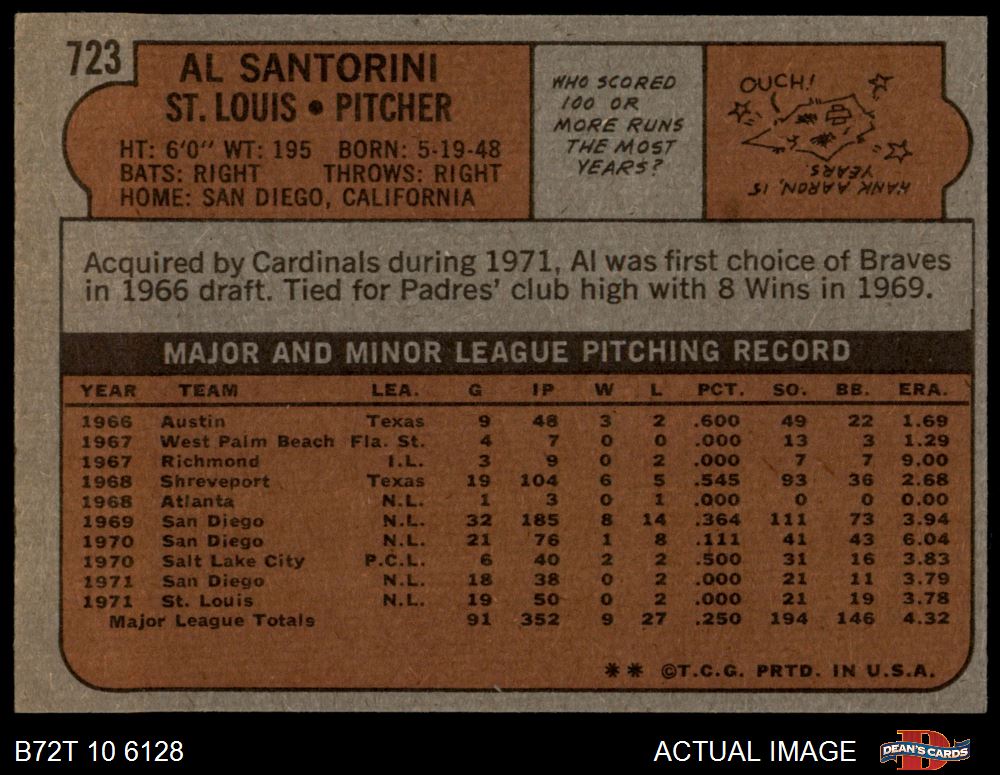 723
AL SANTORINI
ST. LOUIS • PITCHER
HT: 6'0" WT: 195 BORN: 5-19-48
BATS: RIGHT THROWS: RIGHT
HOME: SAN DIEGO, CALIFORNIA
WHO SCORED
100 OR
MORE RUNS
THE MOST
YEARS?
OUCH!
HANK AARON, 15
YEARS.
Acquired by Cardinals during 1971, Al was first choice of Braves
in 1966 draft. Tied for Padres' club high with 8 Wins in 1969.
MAJOR AND MINOR LEAGUE PITCHING RECORD
YEAR TEAM LEA. G IP W L PCT. SO. BB. ERA.
1966 Austin Texas 9 48 3 2 .600 49 22 1.69
1967 West Palm Beach Fla. St. 4 7 0 0 .000 13 3 1.29
1967 Richmond I.L. 3 9 0 2 .000 7 7 9.00
1968 Shreveport Texas 19 104 6 5 .545 93 36 2.68
1968 Atlanta N.L. 1 3 0 1 .000 0 0 0.00
1969 San Diego N.L. 32 185 8 14 .364 111 73 3.94
1970 San Diego N.L. 21 76 1 8 .111 41 43 6.04
1970 Salt Lake City P.C.L. 6 40 2 2 .500 31 16 3.83
1971 San Diego N.L. 18 38 0 2 .000 21 11 3.79
1971 St. Louis N.L. 19 50 0 2 .000 21 19 3.78
Major League Totals 91 352 9 27 .250 194 146 4.32
** ©T.C.G. PRTD. IN U.S.A.
B72T 10 6128 ACTUAL IMAGE D DEAN'S CARDS